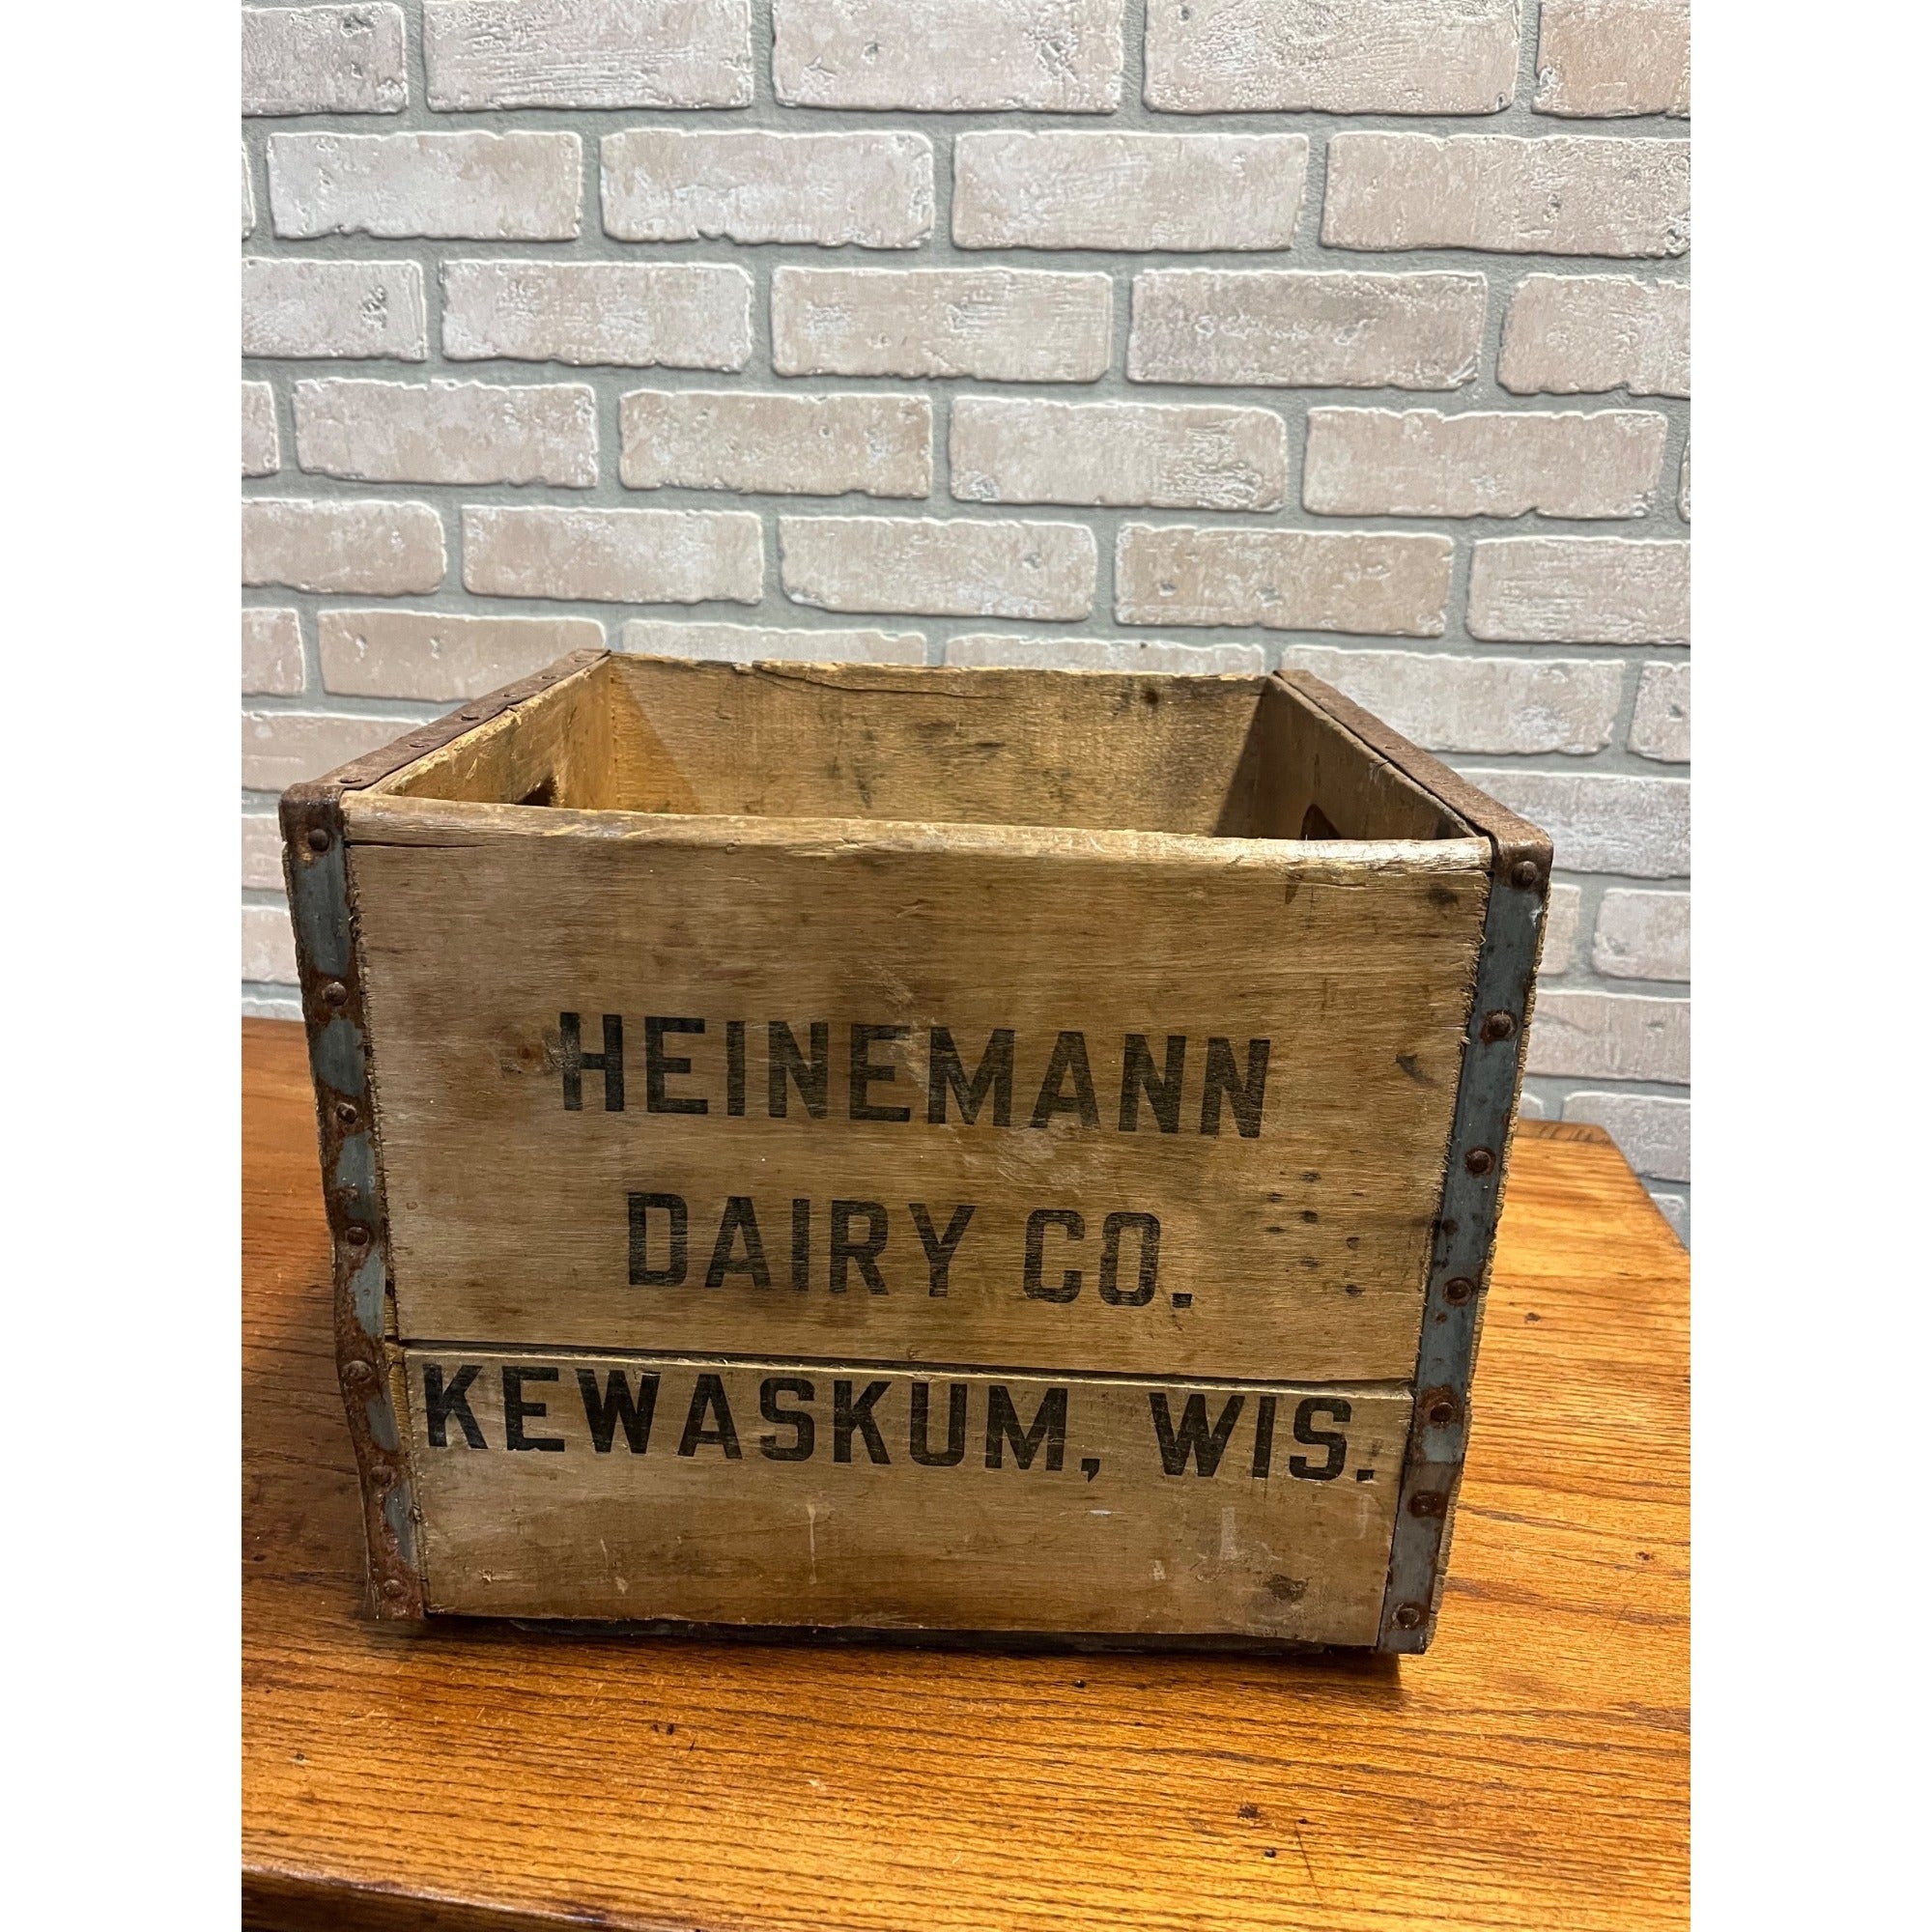 HEINEMANN
DAIRY CO.
KEWASKUM, WIS.